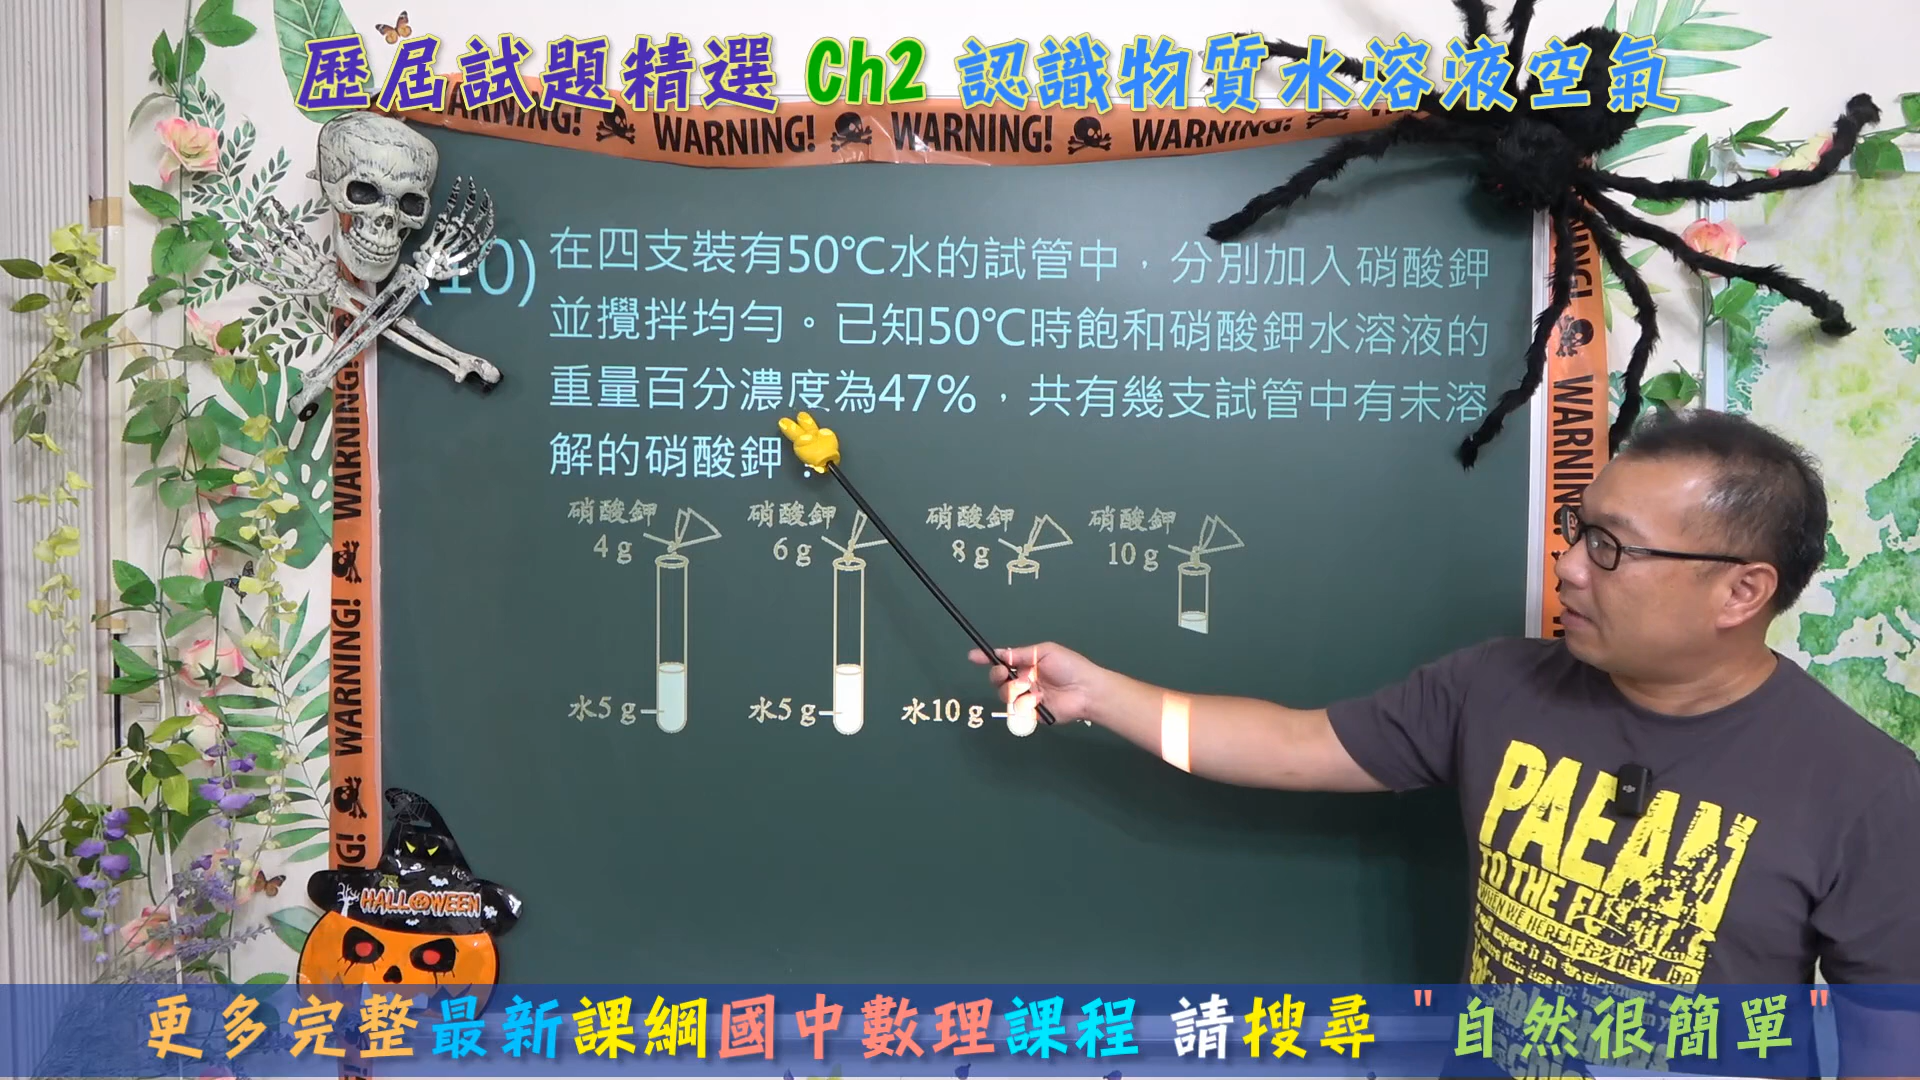 歷屆試題精選 Ch2 認識物質水溶液空氣
WARNING! WARNING! WARNING! WARNING!
(10) 在四支裝有50℃水的試管中，分別加入硝酸鉀
並攪拌均勻。已知50℃時飽和硝酸鉀水溶液的
重量百分濃度為47%，共有幾支試管中有未溶
解的硝酸鉀
硝酸鉀 硝酸鉀 硝酸鉀 硝酸鉀
4 g 6 g 8 g 10 g
水5 g 水5 g 水10 g
WARNING!
WARNING!
WARNING!
WARNING!
HALLOWEEN
PAEAN
TO THE
更多完整最新課綱國中數理課程 請搜尋 "自然很簡單"